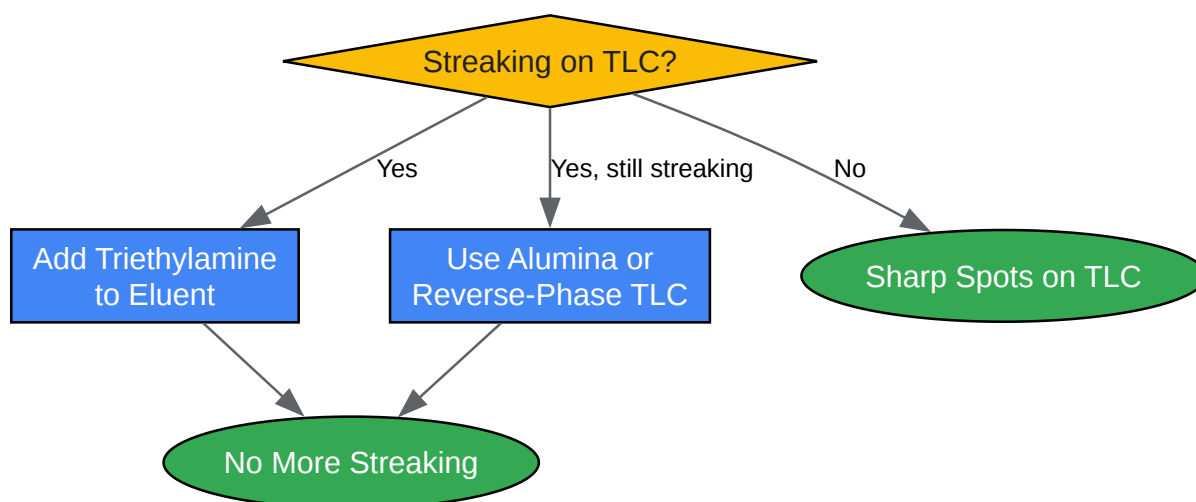 Streaking on TLC?
Yes
Yes, still streaking
No
Add Triethylamine
to Eluent
Use Alumina or
Reverse-Phase TLC
Sharp Spots on TLC
No More Streaking